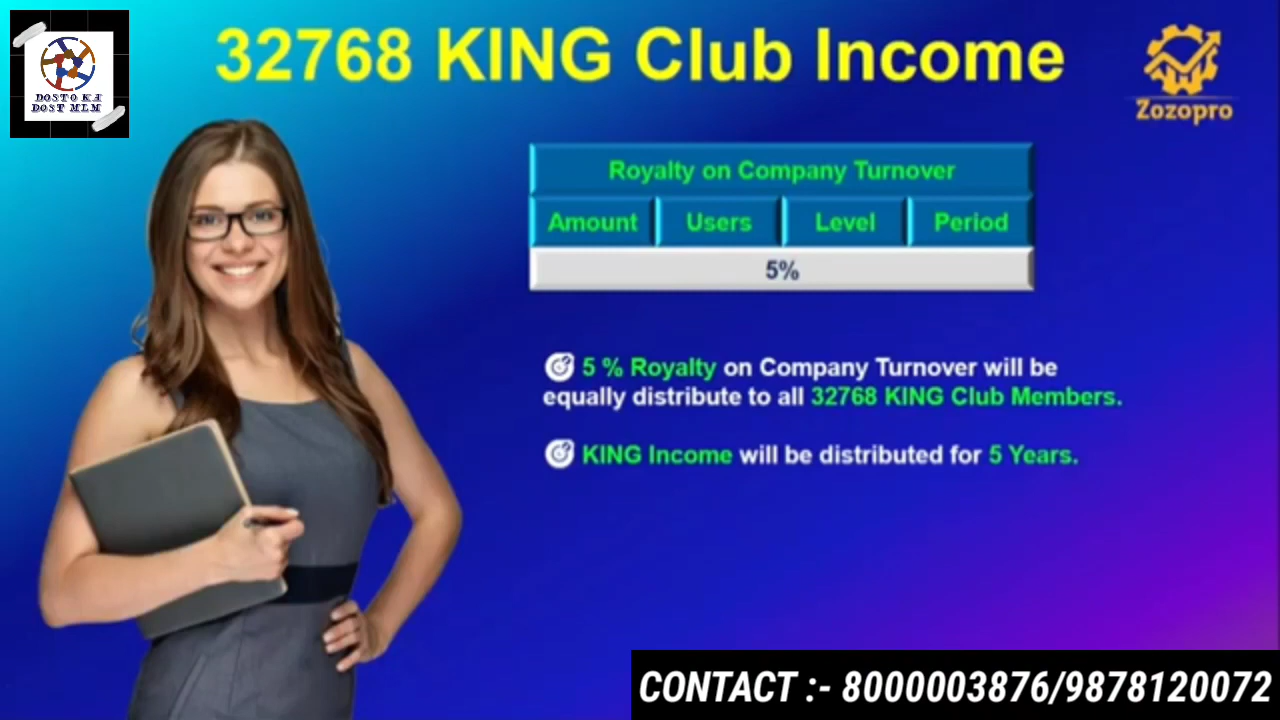 DOSTO KA
DOST MLM
32768 KING Club Income
Zozopro
Royalty on Company Turnover
Amount Users Level Period
5%
5 % Royalty on Company Turnover will be
equally distribute to all 32768 KING Club Members.
KING Income will be distributed for 5 Years.
CONTACT :- 8000003876/9878120072